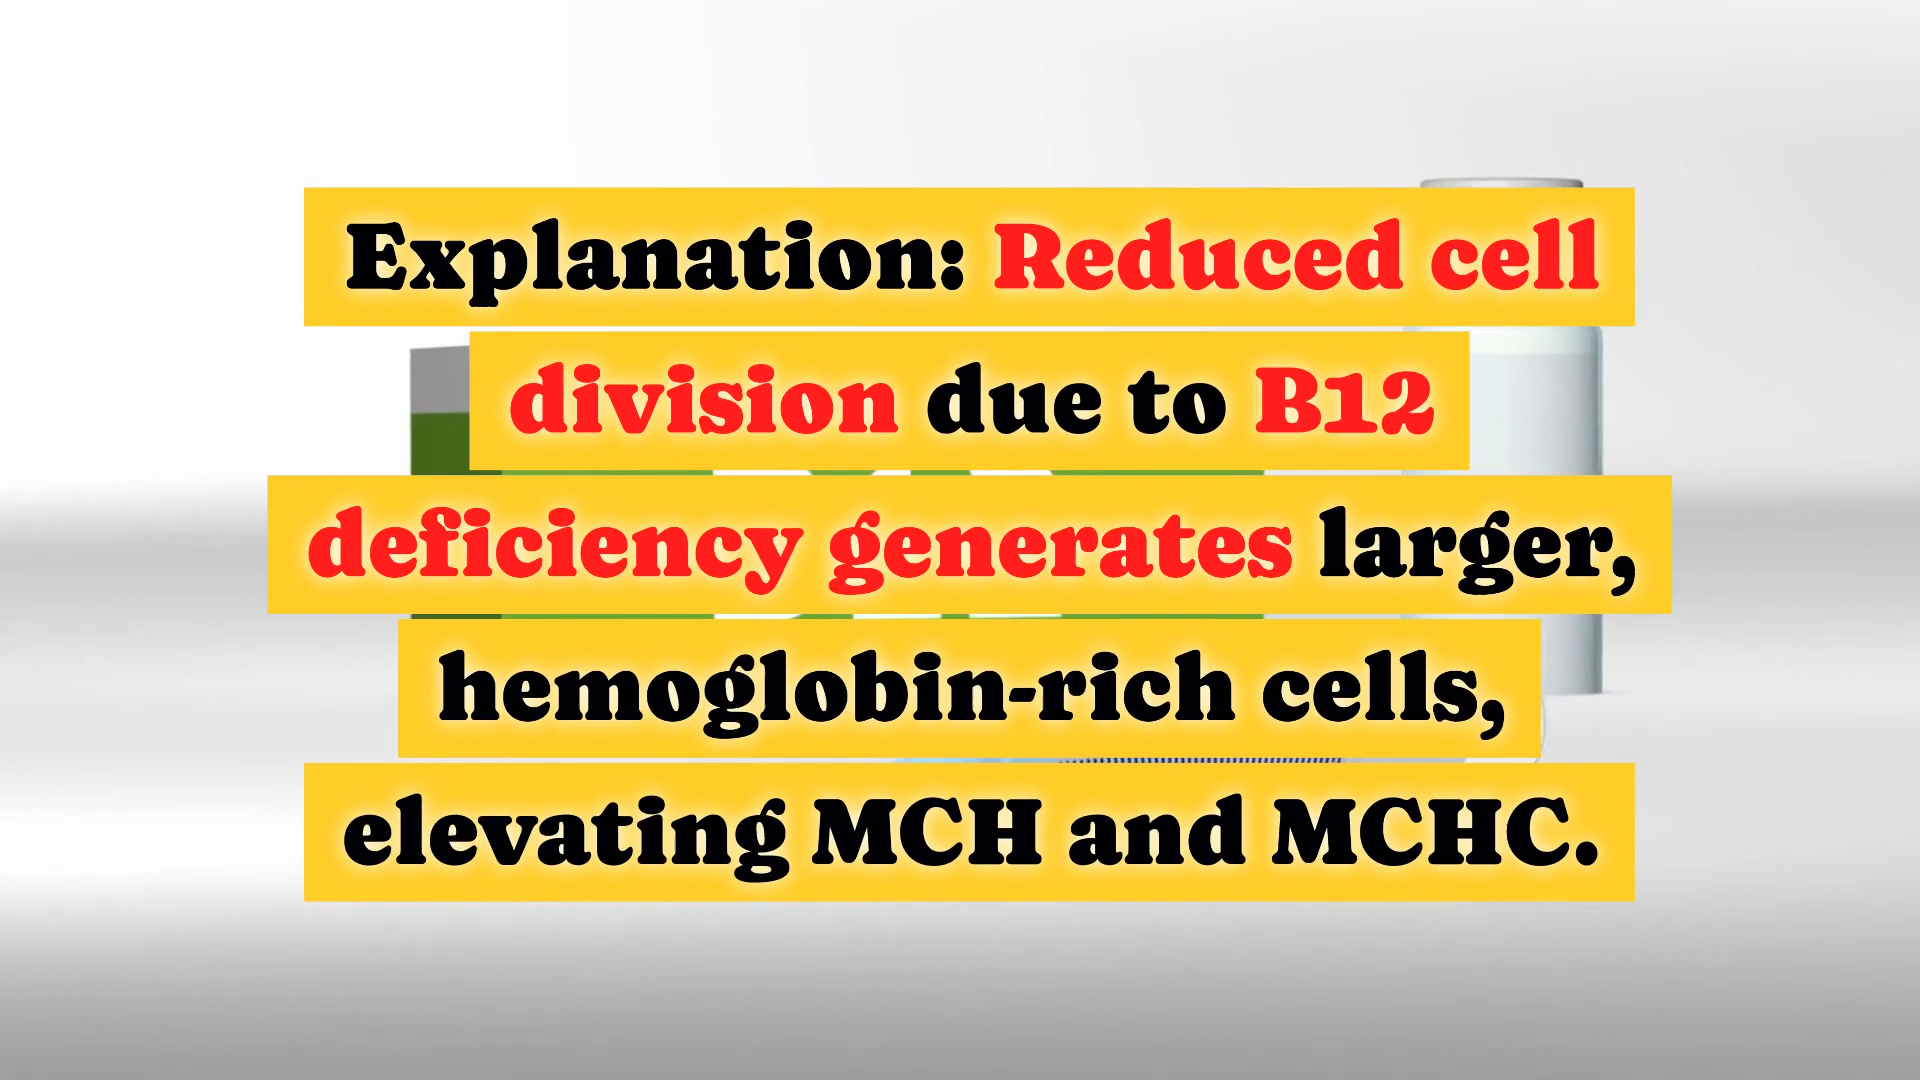 Explanation: Reduced cell
division due to B12
deficiency generates larger,
hemoglobin-rich cells,
elevating MCH and MCHC.